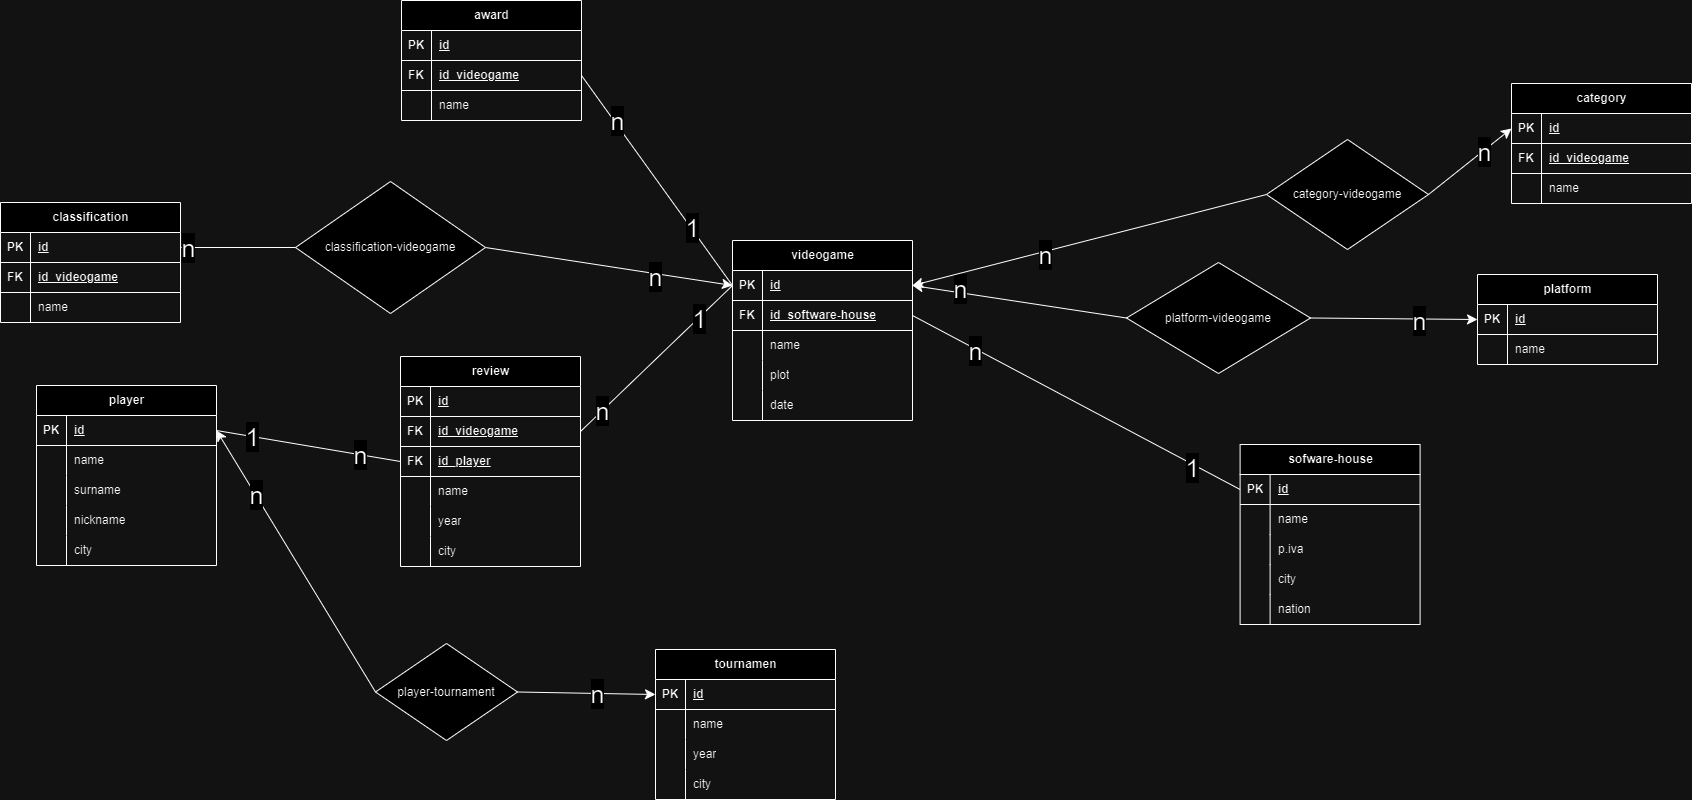 award
PK id
FK id_videogame
name
n
1
category
PK id
FK id_videogame
name
n
category-videogame
n
classification
PK id
FK id_videogame
name
n
classification-videogame
n
videogame
PK id
FK id_software-house
name
plot
date
n
platform-videogame
n
platform
PK id
name
1
n
review
PK id
FK id_videogame
FK id_player
name
year
city
player
PK id
name
surname
nickname
city
1
n
n
n
1
sofware-house
PK id
name
p.iva
city
nation
player-tournament
n
tournamen
PK id
name
year
city